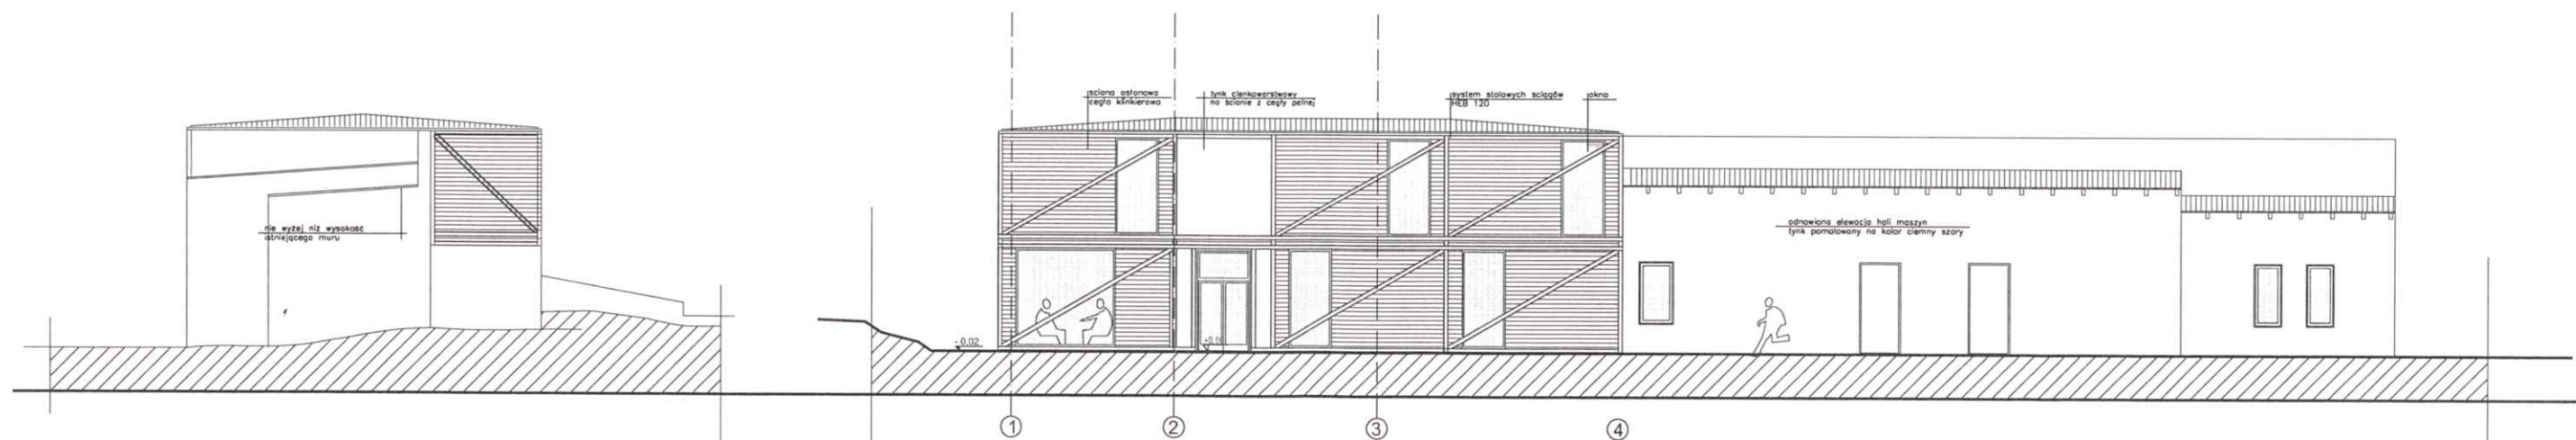 nie wyżej niż wysokość
istniejącego muru
ściana osłonowa
cegła klinkierowa
tynk cienkowarstwowy
na ścianie z cegły pełnej
system stalowych ściągów
HEB 120
okno
odnowiona elewacja hali maszyn
tynk pomalowany na kolor ciemny szary
-0,02
±0,00
1
2
3
4